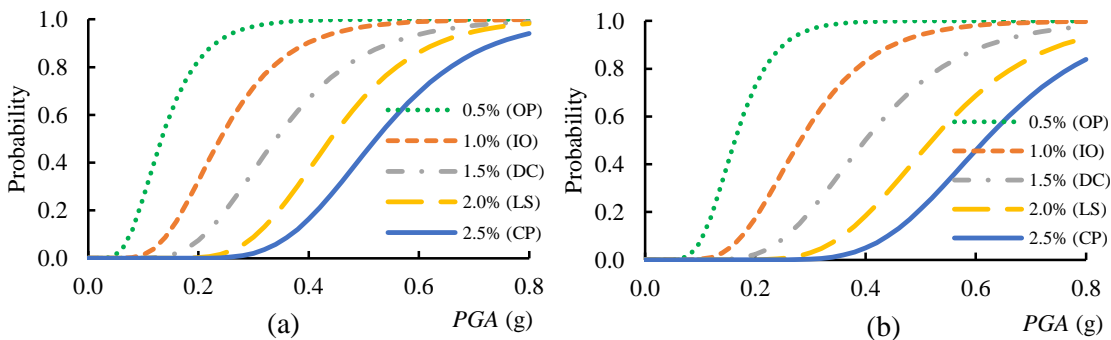 1.0
0.8
0.6
0.4
0.2
0.0
Probability
0.5% (OP)
1.0% (IO)
1.5% (DC)
2.0% (LS)
2.5% (CP)
0.0 0.2 0.4 0.6 0.8
(a) PGA (g)
1.0
0.8
0.6
0.4
0.2
0.0
Probability
0.5% (OP)
1.0% (IO)
1.5% (DC)
2.0% (LS)
2.5% (CP)
0.0 0.2 0.4 0.6 0.8
(b) PGA (g)